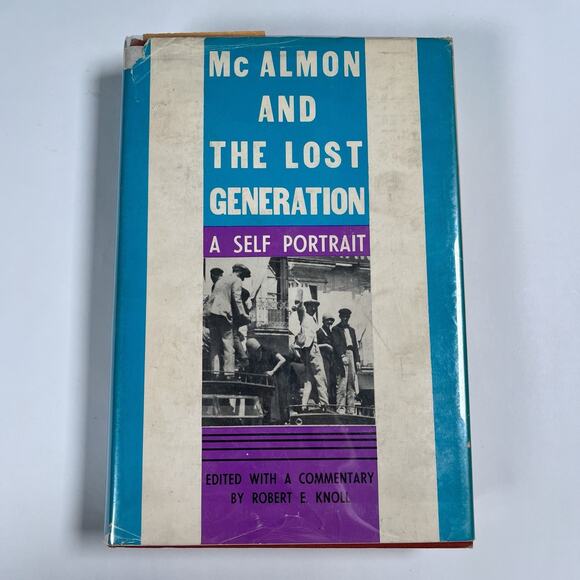 Mc ALMON
AND
THE LOST
GENERATION
A SELF PORTRAIT
EDITED WITH A COMMENTARY
BY ROBERT E. KNOLL